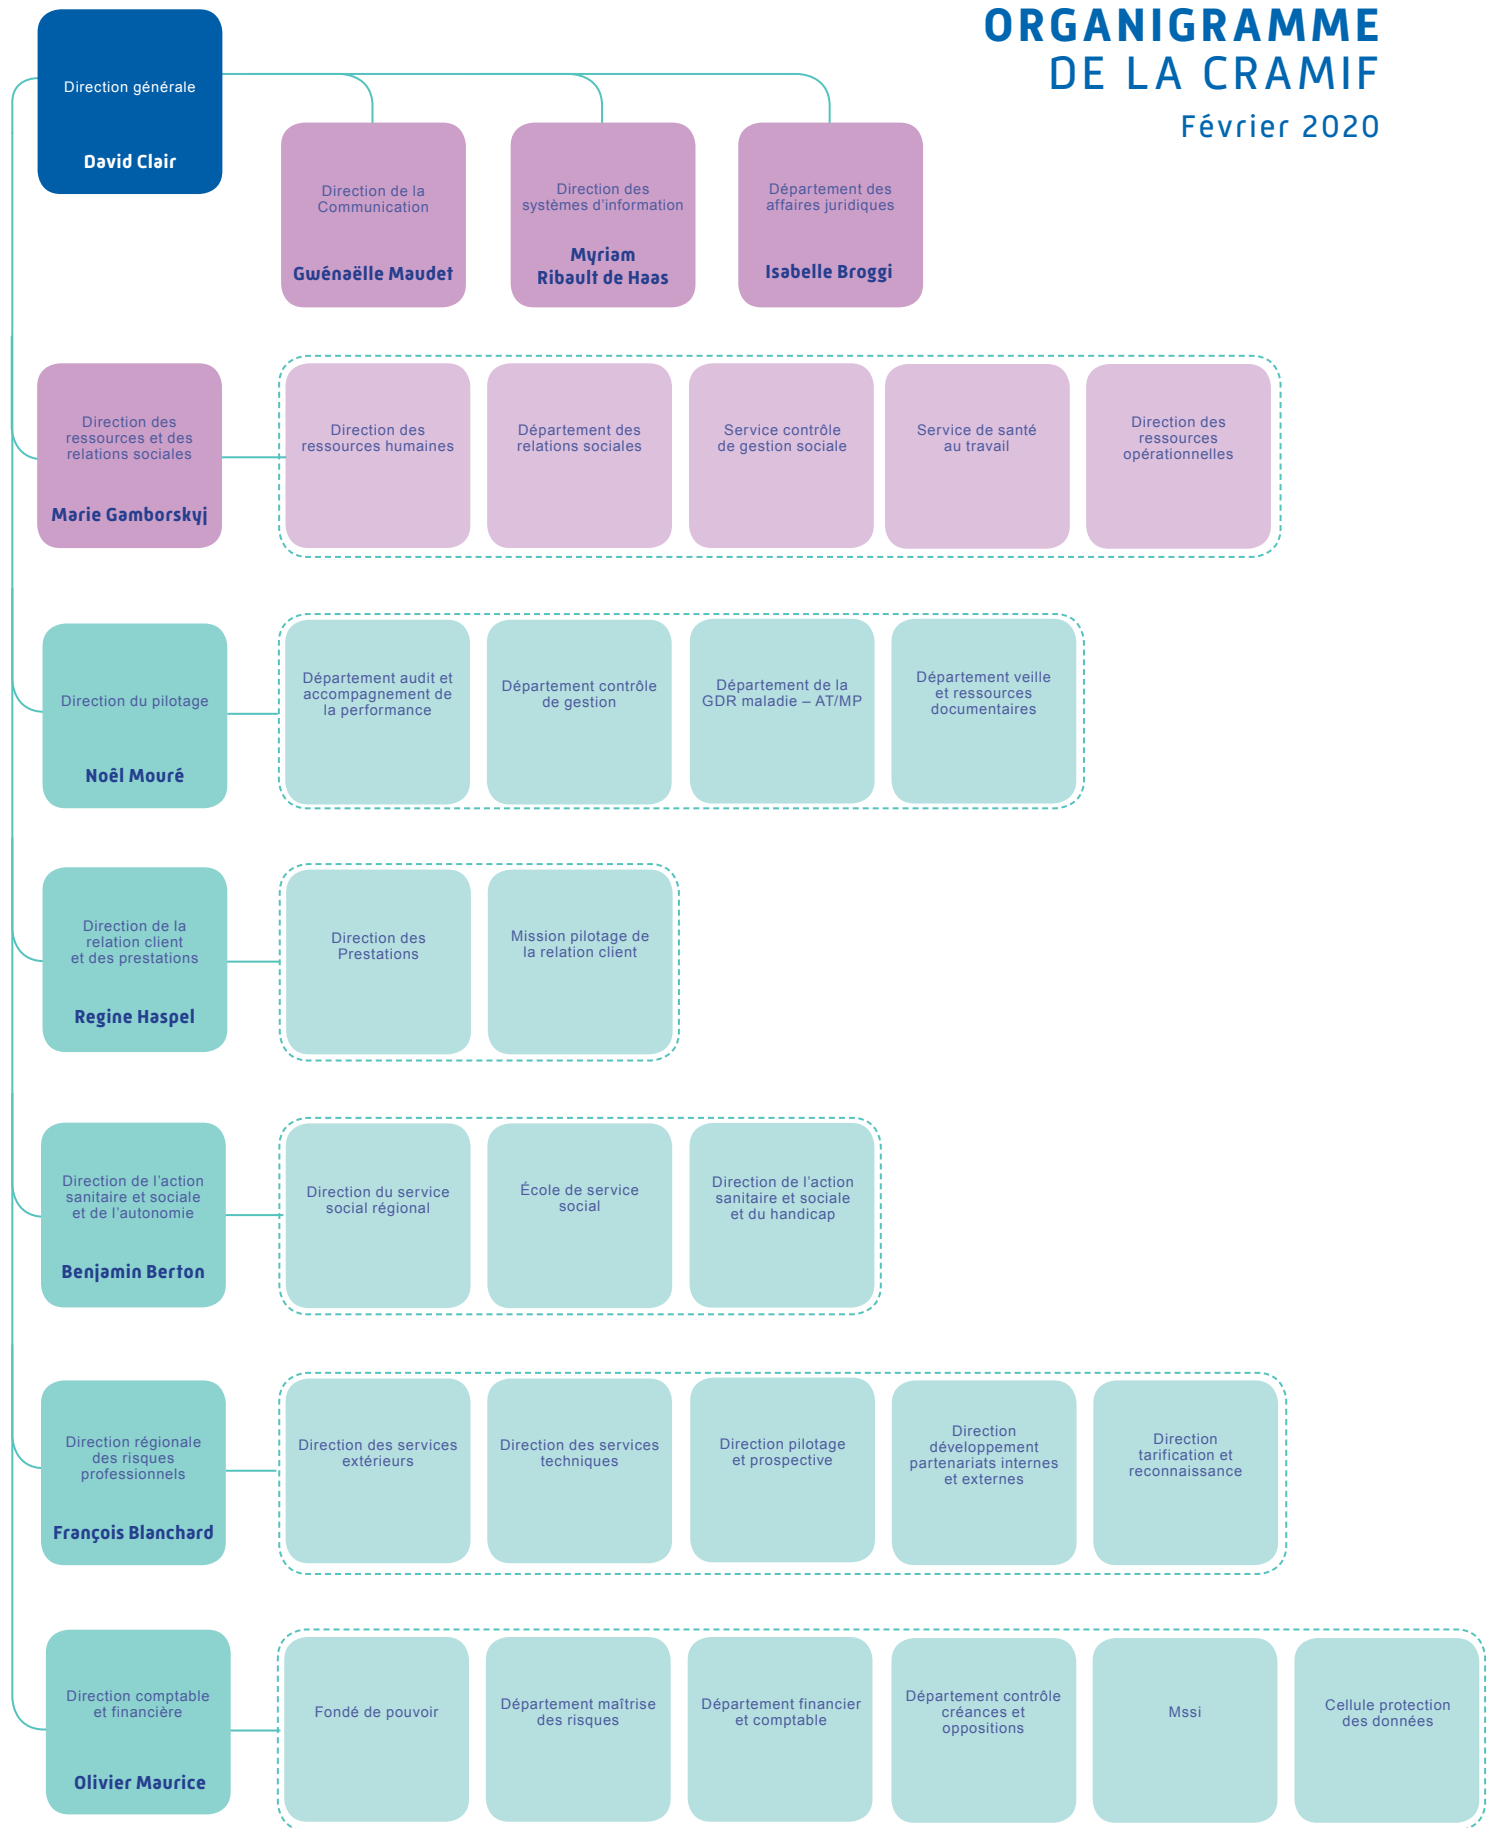 ORGANIGRAMME
DE LA CRAMIF
Février 2020
Direction générale
David Clair
Direction de la
Communication
Gwénaëlle Maudet
Direction des
systèmes d'information
Myriam
Ribault de Haas
Département des
affaires juridiques
Isabelle Broggi
Direction des
ressources et des
relations sociales
Marie Gamborskyj
Direction des
ressources humaines
Département des
relations sociales
Service contrôle
de gestion sociale
Service de santé
au travail
Direction des
ressources
opérationnelles
Direction du pilotage
Noêl Mouré
Département audit et
accompagnement de
la performance
Département contrôle
de gestion
Département de la
GDR maladie – AT/MP
Département veille
et ressources
documentaires
Direction de la
relation client
et des prestations
Regine Haspel
Direction des
Prestations
Mission pilotage de
la relation client
Direction de l'action
sanitaire et sociale
et de l'autonomie
Benjamin Berton
Direction du service
social régional
École de service
social
Direction de l'action
sanitaire et sociale
et du handicap
Direction régionale
des risques
professionnels
François Blanchard
Direction des services
extérieurs
Direction des services
techniques
Direction pilotage
et prospective
Direction
développement
partenariats internes
et externes
Direction
tarification et
reconnaissance
Direction comptable
et financière
Olivier Maurice
Fondé de pouvoir
Département maîtrise
des risques
Département financier
et comptable
Département contrôle
créances et
oppositions
Mssi
Cellule protection
des données